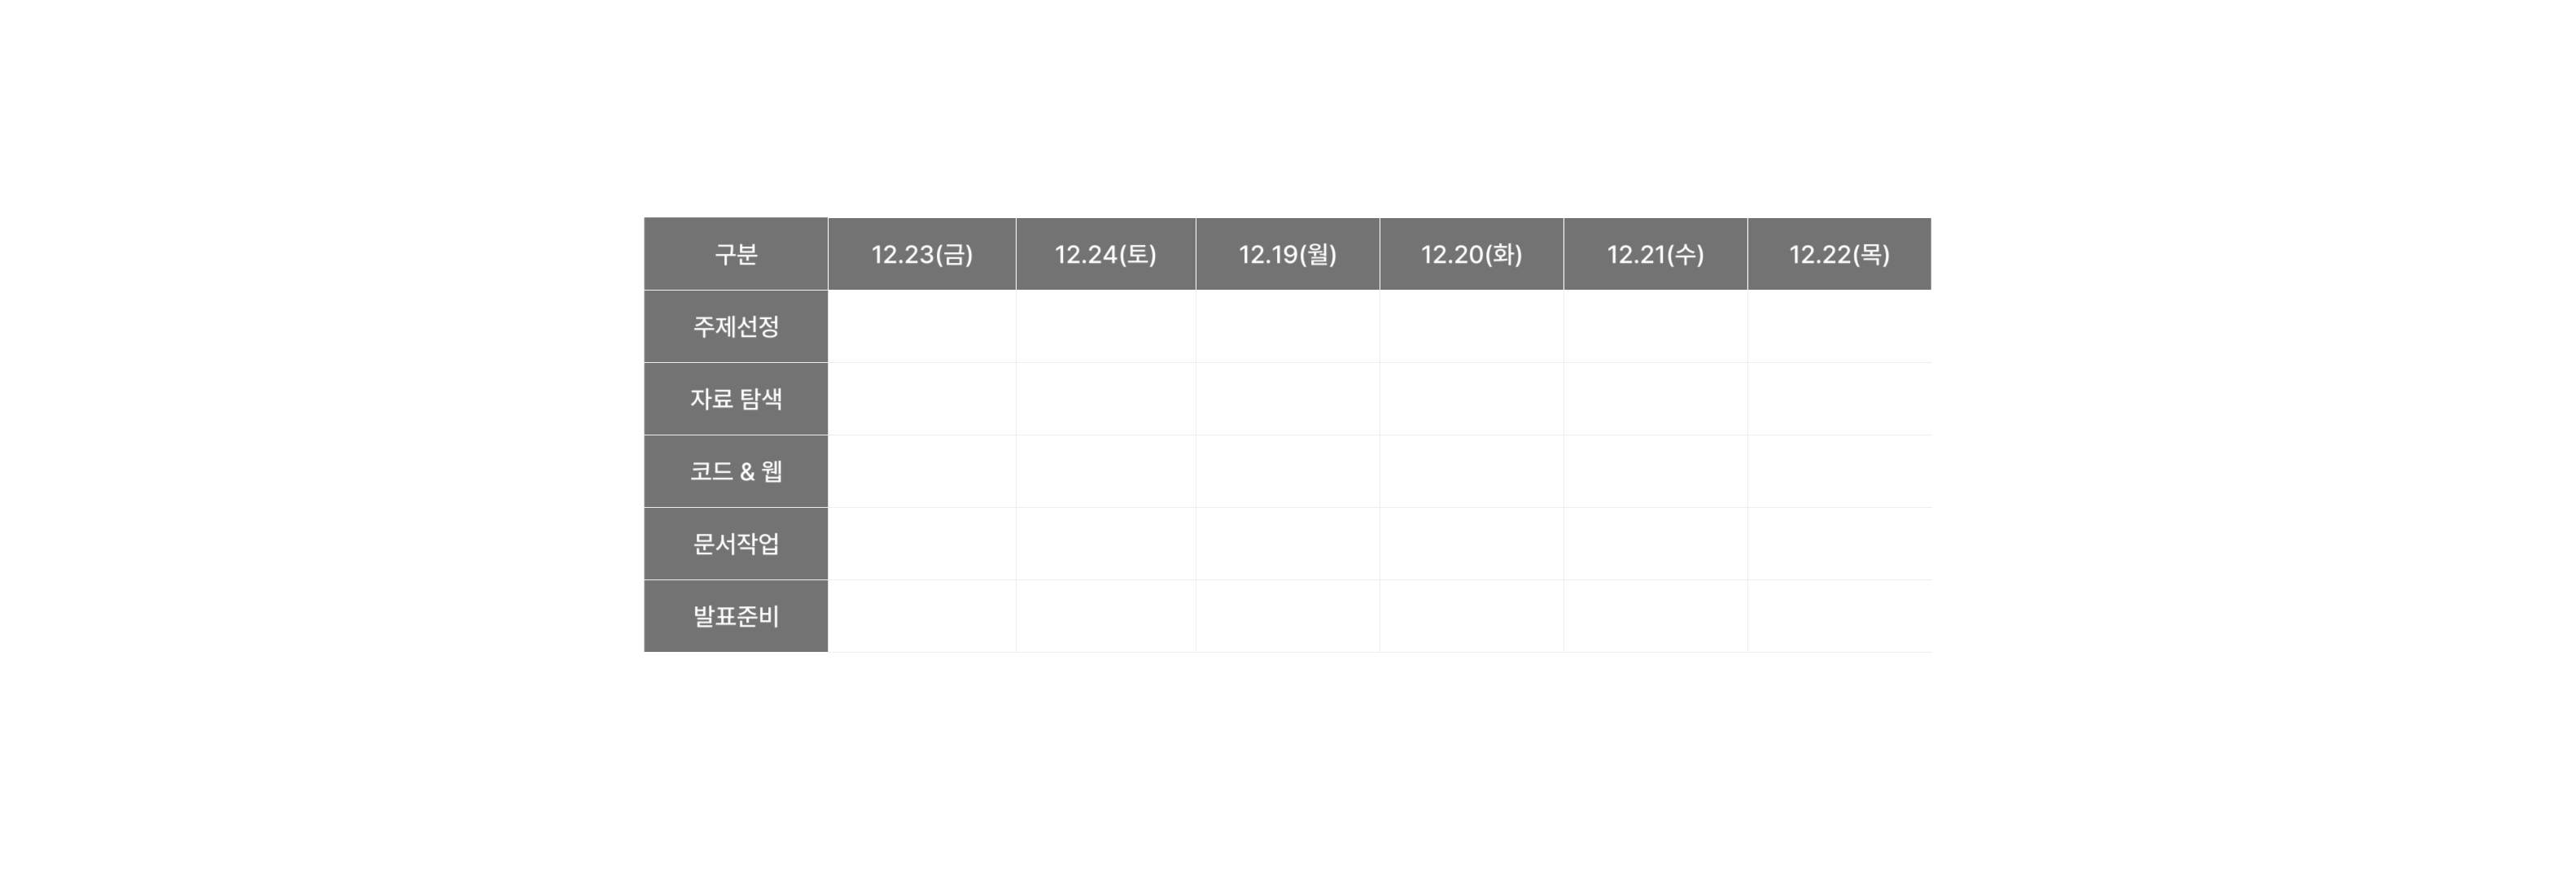 구분 12.23(금) 12.24(토) 12.19(월) 12.20(화) 12.21(수) 12.22(목)
주제선정
자료 탐색
코드 & 웹
문서작업
발표준비